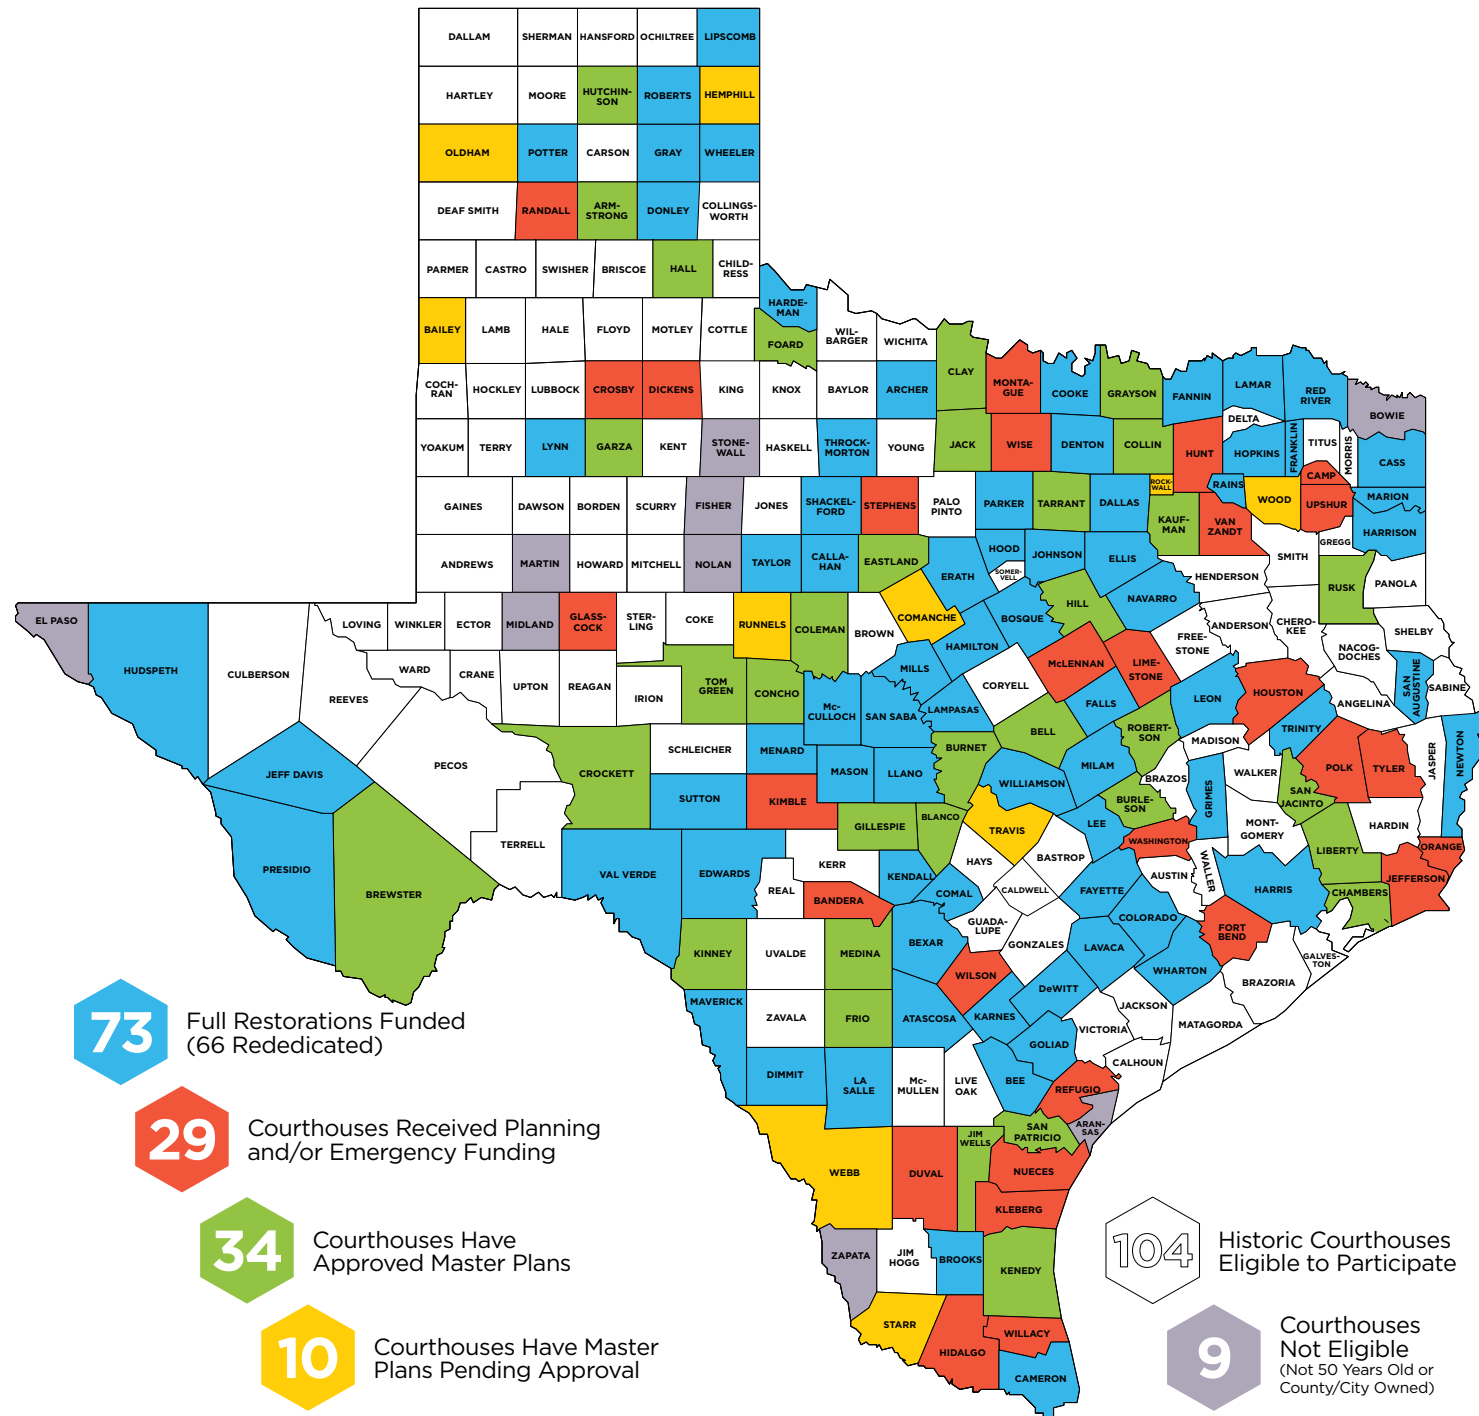 DALLAM
SHERMAN
HANSFORD
OCHILTREE
LIPSCOMB
HARTLEY
MOORE
HUTCHIN-
SON
ROBERTS
HEMPHILL
OLDHAM
POTTER
CARSON
GRAY
WHEELER
DEAF SMITH
RANDALL
ARM-
STRONG
DONLEY
COLLINGS-
WORTH
PARMER
CASTRO
SWISHER
BRISCOE
HALL
CHILD-
RESS
HARDE-
MAN
BAILEY
LAMB
HALE
FLOYD
MOTLEY
COTTLE
FOARD
WIL-
BARGER
WICHITA
CLAY
MONTA-
GUE
COOKE
GRAYSON
FANNIN
LAMAR
RED
RIVER
BOWIE
COCH-
RAN
HOCKLEY
LUBBOCK
CROSBY
DICKENS
KING
KNOX
BAYLOR
ARCHER
DELTA
YOAKUM
TERRY
LYNN
GARZA
KENT
STONE-
WALL
HASKELL
THROCK-
MORTON
YOUNG
JACK
WISE
DENTON
COLLIN
HUNT
HOPKINS
FRANKLIN
TITUS
MORRIS
CASS
CAMP
GAINES
DAWSON
BORDEN
SCURRY
FISHER
JONES
SHACKEL-
FORD
STEPHENS
PALO
PINTO
PARKER
TARRANT
DALLAS
ROCK-
WALL
RAINS
WOOD
UPSHUR
MARION
KAUF-
MAN
VAN
ZANDT
HARRISON
GREGG
ANDREWS
MARTIN
HOWARD
MITCHELL
NOLAN
TAYLOR
CALLA-
HAN
EASTLAND
ERATH
HOOD
SOMER-
VELL
JOHNSON
ELLIS
HENDERSON
SMITH
RUSK
PANOLA
EL PASO
HUDSPETH
CULBERSON
REEVES
LOVING
WINKLER
ECTOR
MIDLAND
GLASS-
COCK
STER-
LING
COKE
RUNNELS
COLEMAN
BROWN
COMANCHE
HAMILTON
BOSQUE
HILL
NAVARRO
FREE-
STONE
ANDERSON
CHERO-
KEE
NACOG-
DOCHES
SHELBY
WARD
CRANE
UPTON
REAGAN
IRION
TOM
GREEN
CONCHO
Mc-
CULLOCH
SAN SABA
MILLS
LAMPASAS
CORYELL
McLENNAN
LIME-
STONE
FALLS
LEON
HOUSTON
ANGELINA
SAN
AUGUSTINE
SABINE
TRINITY
JEFF DAVIS
PECOS
CROCKETT
SCHLEICHER
MENARD
MASON
LLANO
BURNET
BELL
MILAM
ROBERT-
SON
MADISON
BRAZOS
GRIMES
WALKER
SAN
JACINTO
POLK
TYLER
JASPER
NEWTON
SUTTON
KIMBLE
GILLESPIE
BLANCO
WILLIAMSON
TRAVIS
LEE
BURLE-
SON
WASHINGTON
MONT-
GOMERY
LIBERTY
HARDIN
ORANGE
JEFFERSON
CHAMBERS
PRESIDIO
BREWSTER
TERRELL
VAL VERDE
EDWARDS
REAL
KERR
BANDERA
KENDALL
COMAL
HAYS
CALDWELL
BASTROP
FAYETTE
AUSTIN
WALLER
HARRIS
COLORADO
FORT
BEND
KINNEY
UVALDE
MEDINA
BEXAR
GUADA-
LUPE
GONZALES
LAVACA
WHARTON
BRAZORIA
GALVES-
TON
WILSON
MAVERICK
ZAVALA
FRIO
ATASCOSA
KARNES
DeWITT
JACKSON
MATAGORDA
VICTORIA
GOLIAD
CALHOUN
DIMMIT
LA
SALLE
Mc-
MULLEN
LIVE
OAK
BEE
REFUGIO
ARAN-
SAS
SAN
PATRICIO
JIM
WELLS
WEBB
DUVAL
NUECES
KLEBERG
ZAPATA
JIM
HOGG
BROOKS
KENEDY
STARR
HIDALGO
WILLACY
CAMERON
73
Full Restorations Funded
(66 Rededicated)
29
Courthouses Received Planning
and/or Emergency Funding
34
Courthouses Have
Approved Master Plans
10
Courthouses Have Master
Plans Pending Approval
104
Historic Courthouses
Eligible to Participate
9
Courthouses
Not Eligible
(Not 50 Years Old or
County/City Owned)